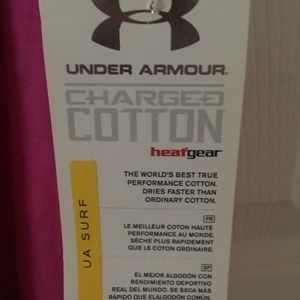 UNDER ARMOUR.
CHARGED
COTTON
heatgear
THE WORLD'S BEST TRUE
PERFORMANCE COTTON.
DRIES FASTER THAN
ORDINARY COTTON.
FR
LE MEILLEUR COTON HAUTE
PERFORMANCE AU MONDE.
SÈCHE PLUS RAPIDEMENT
QUE LE COTON ORDINAIRE.
SP
EL MEJOR ALGODÓN CON
RENDIMIENTO DEPORTIVO
REAL DEL MUNDO. SE SECA MÁS
RÁPIDO QUE ELALGODÓN COMÚN.
UA SURF